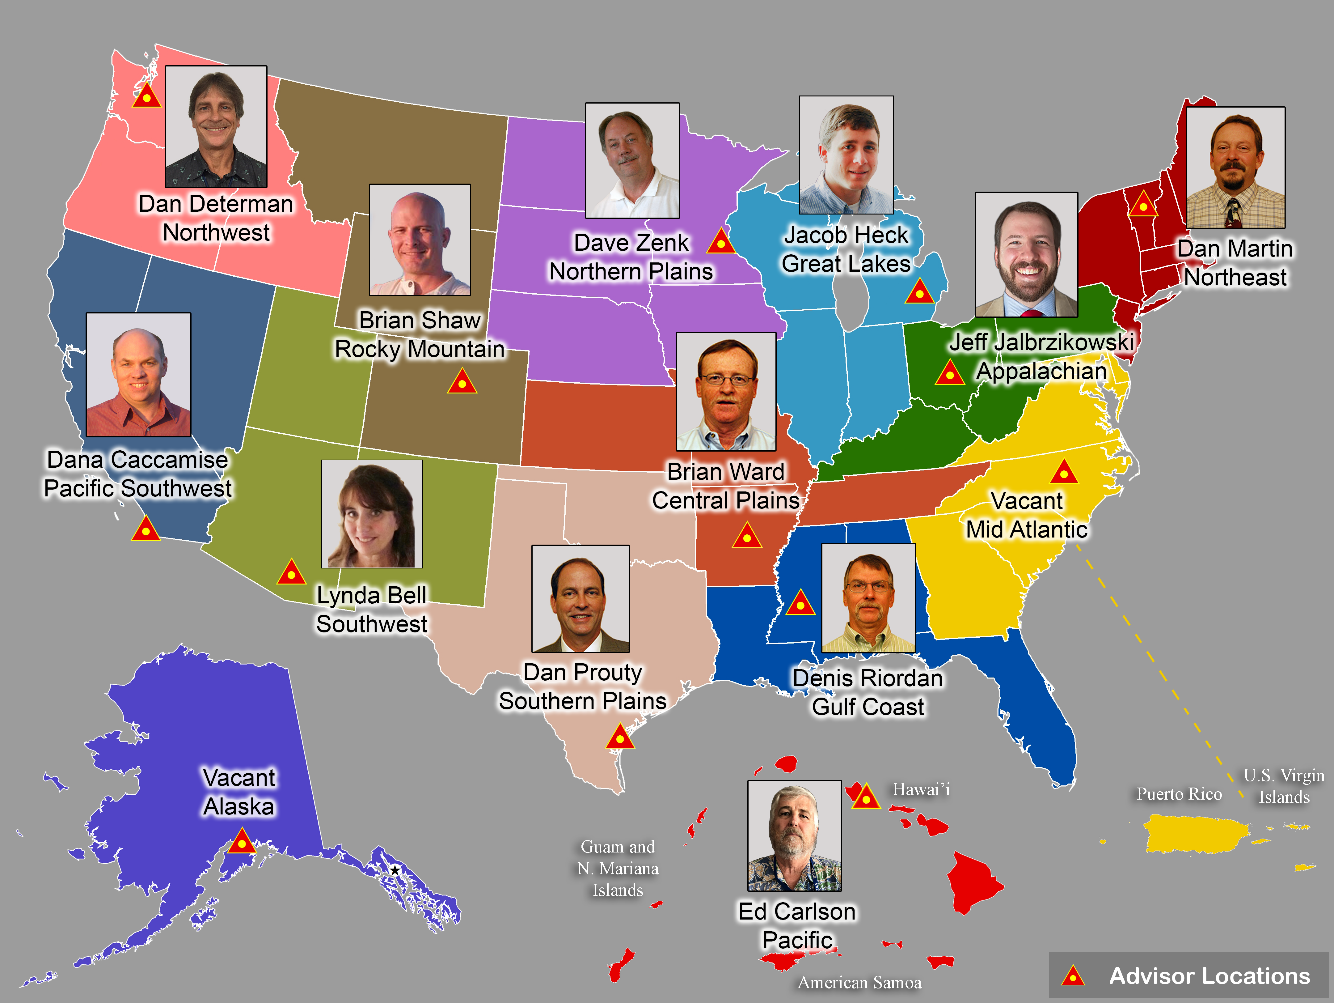 Dan Determan
Northwest
Dave Zenk
Northern Plains
Jacob Heck
Great Lakes
Dan Martin
Northeast
Brian Shaw
Rocky Mountain
Jeff Jalbrzikowski
Appalachian
Dana Caccamise
Pacific Southwest
Brian Ward
Central Plains
Vacant
Mid Atlantic
Lynda Bell
Southwest
Dan Prouty
Southern Plains
Denis Riordan
Gulf Coast
Vacant
Alaska
Hawai'i
Puerto Rico
U.S. Virgin
Islands
Guam and
N. Mariana
Islands
Ed Carlson
Pacific
American Samoa
Advisor Locations